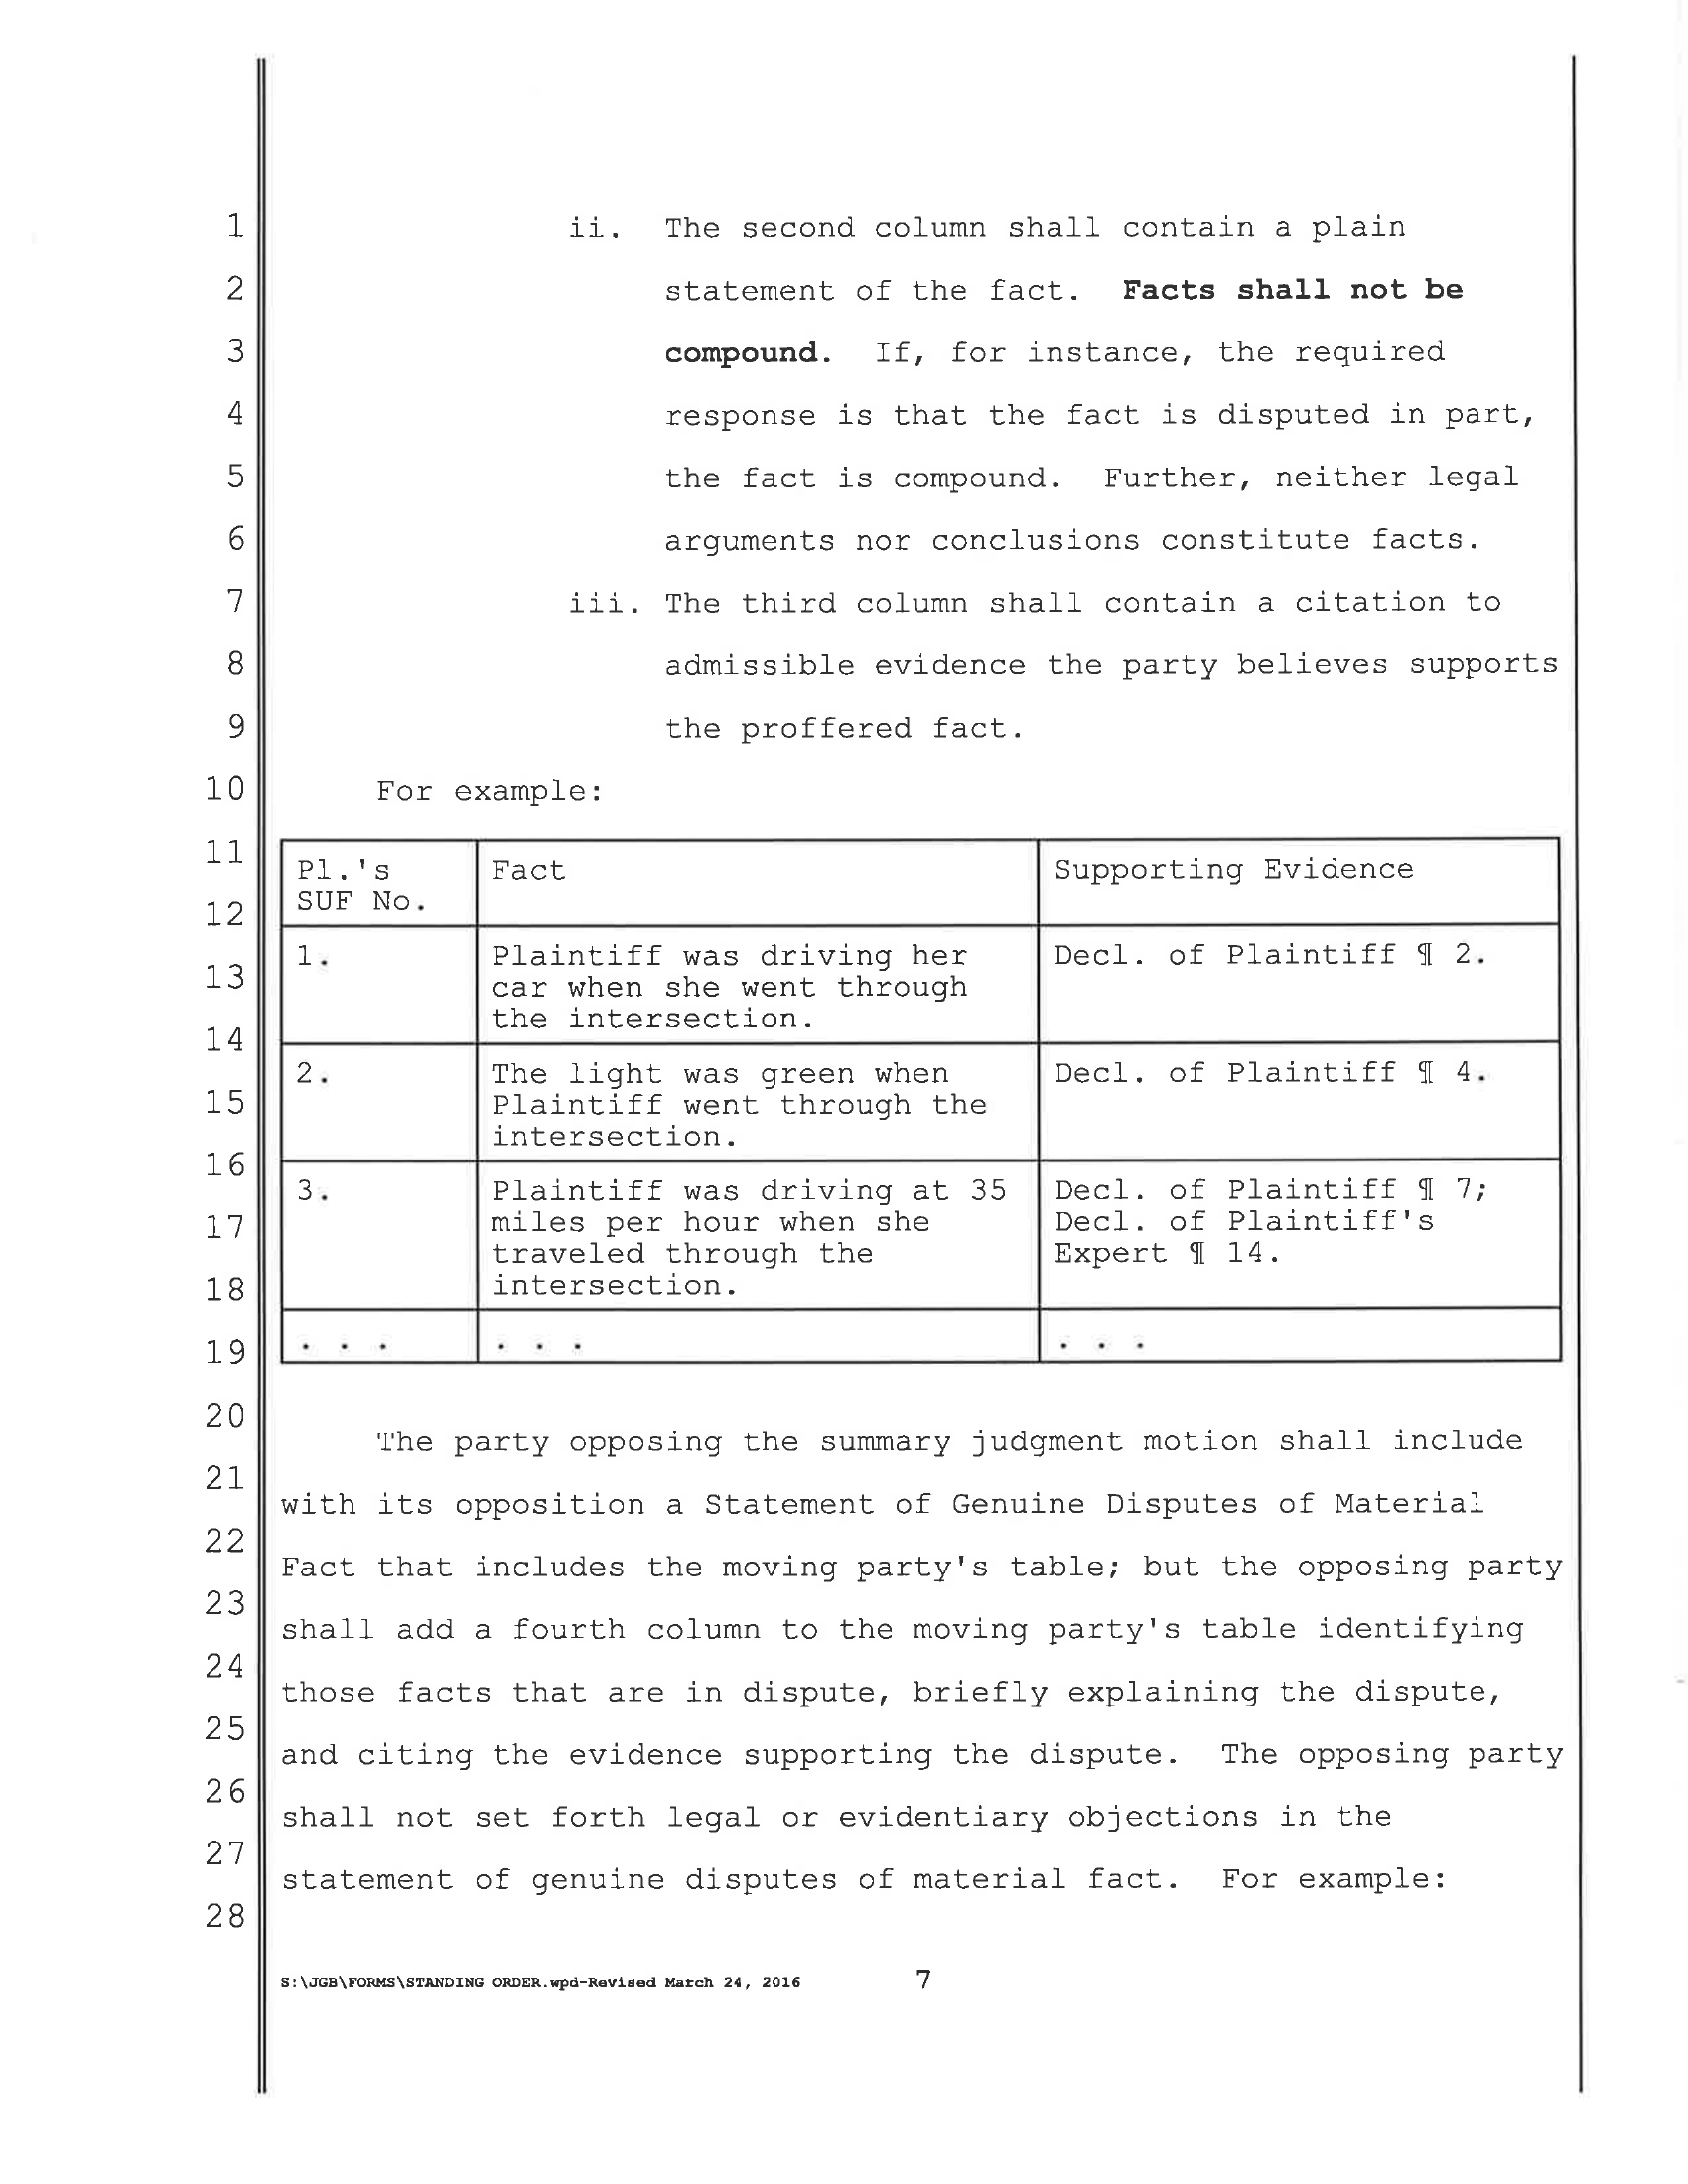 1 ii. The second column shall contain a plain
2 statement of the fact. Facts shall not be
3 compound. If, for instance, the required
4 response is that the fact is disputed in part,
5 the fact is compound. Further, neither legal
6 arguments nor conclusions constitute facts.
7 iii. The third column shall contain a citation to
8 admissible evidence the party believes supports
9 the proffered fact.
10 For example:
11
Pl.'s Fact Supporting Evidence
SUF No.
12
1. Plaintiff was driving her Decl. of Plaintiff ¶ 2.
13
car when she went through
the intersection.
14
2. The light was green when Decl. of Plaintiff ¶ 4.
15
Plaintiff went through the
intersection.
16
3. Plaintiff was driving at 35 Decl. of Plaintiff ¶ 7;
17 miles per hour when she Decl. of Plaintiff's
traveled through the Expert ¶ 14.
18 intersection.
19 . . . . . . . . .
20
The party opposing the summary judgment motion shall include
21
with its opposition a Statement of Genuine Disputes of Material
22
Fact that includes the moving party's table; but the opposing party
23
shall add a fourth column to the moving party's table identifying
24
those facts that are in dispute, briefly explaining the dispute,
25
and citing the evidence supporting the dispute. The opposing party
26
shall not set forth legal or evidentiary objections in the
27
statement of genuine disputes of material fact. For example:
28
S:\JGB\FORMS\STANDING ORDER.wpd-Revised March 24, 2016 7